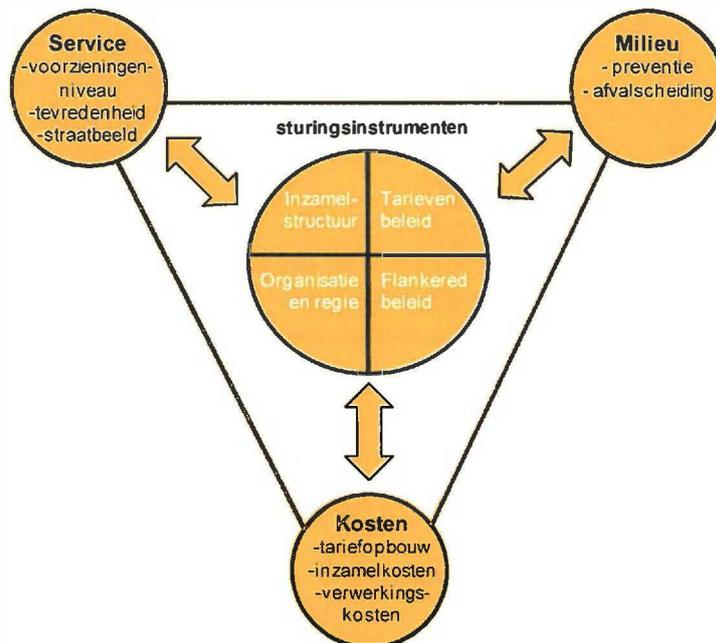 Service
-voorzieningen-
niveau
-tevredenheid
-straatbeeld
Milieu
- preventie
- afvalscheiding
sturingsinstrumenten
Inzamel-
structuur
Tarieven
beleid
Organisatie
en regie
Flankered
beleid
Kosten
-tariefopbouw
-inzamelkosten
-verwerkings-
kosten